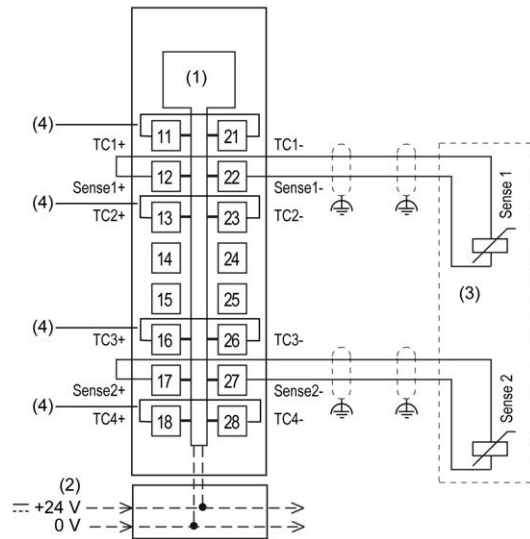 (1)
(4)
11
21
TC1+
TC1-
12
22
Sense1+
Sense1-
(4)
TC2+
13
23
TC2-
Sense 1
14
24
15
25
(3)
(4)
TC3+
16
26
TC3-
17
27
Sense2+
Sense2-
(4)
TC4+
18
28
TC4-
Sense 2
(2)
+24 V
0 V